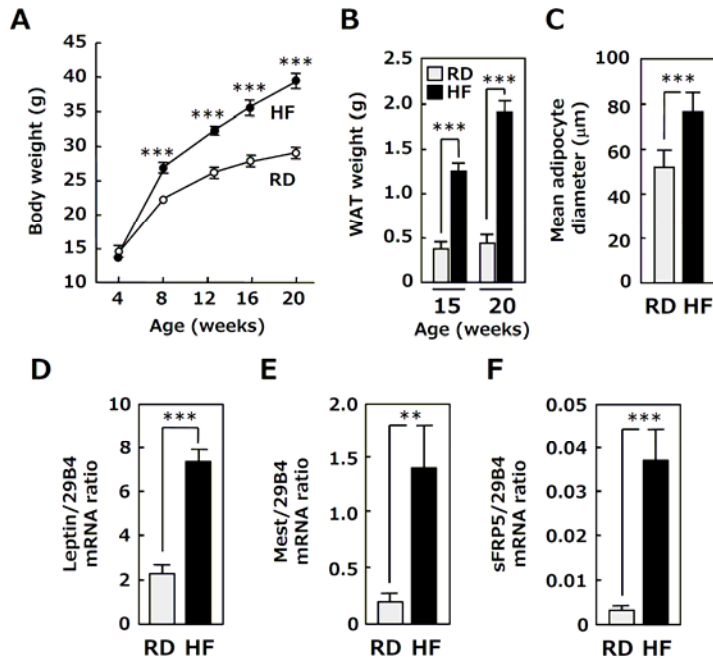 A
Body weight (g)
45
40
35
30
25
20
15
10
***
***
***
***
HF
RD
4 8 12 16 20
Age (weeks)
B
WAT weight (g)
2.5
2.0
1.5
1.0
0.5
0
RD
HF
***
***
15 20
Age (weeks)
C
Mean adipocyte
diameter (μm)
100
80
60
40
20
0
***
RD HF
D
Leptin/29B4
mRNA ratio
10
8
6
4
2
0
***
RD HF
E
Mest/29B4
mRNA ratio
2.0
1.5
1.0
0.5
0
**
RD HF
F
sFRP5/29B4
mRNA ratio
0.05
0.04
0.03
0.02
0.01
0
***
RD HF